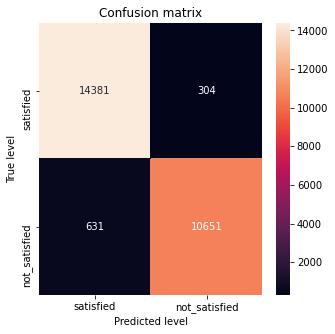 Confusion matrix
True level
satisfied
14381
304
not_satisfied
631
10651
satisfied
not_satisfied
Predicted level
14000
12000
10000
8000
6000
4000
2000